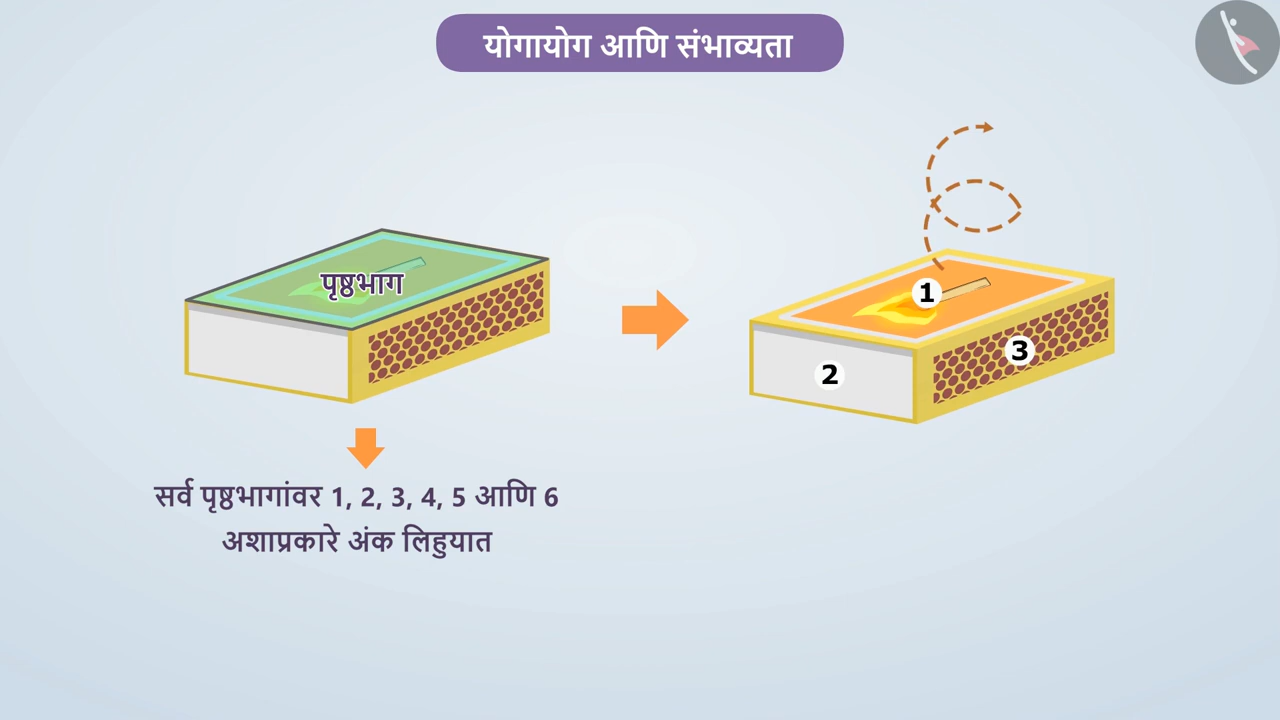 योगायोग आणि संभाव्यता
पृष्ठभाग
1
2
3
सर्व पृष्ठभागांवर 1, 2, 3, 4, 5 आणि 6
अशाप्रकारे अंक लिहुयात